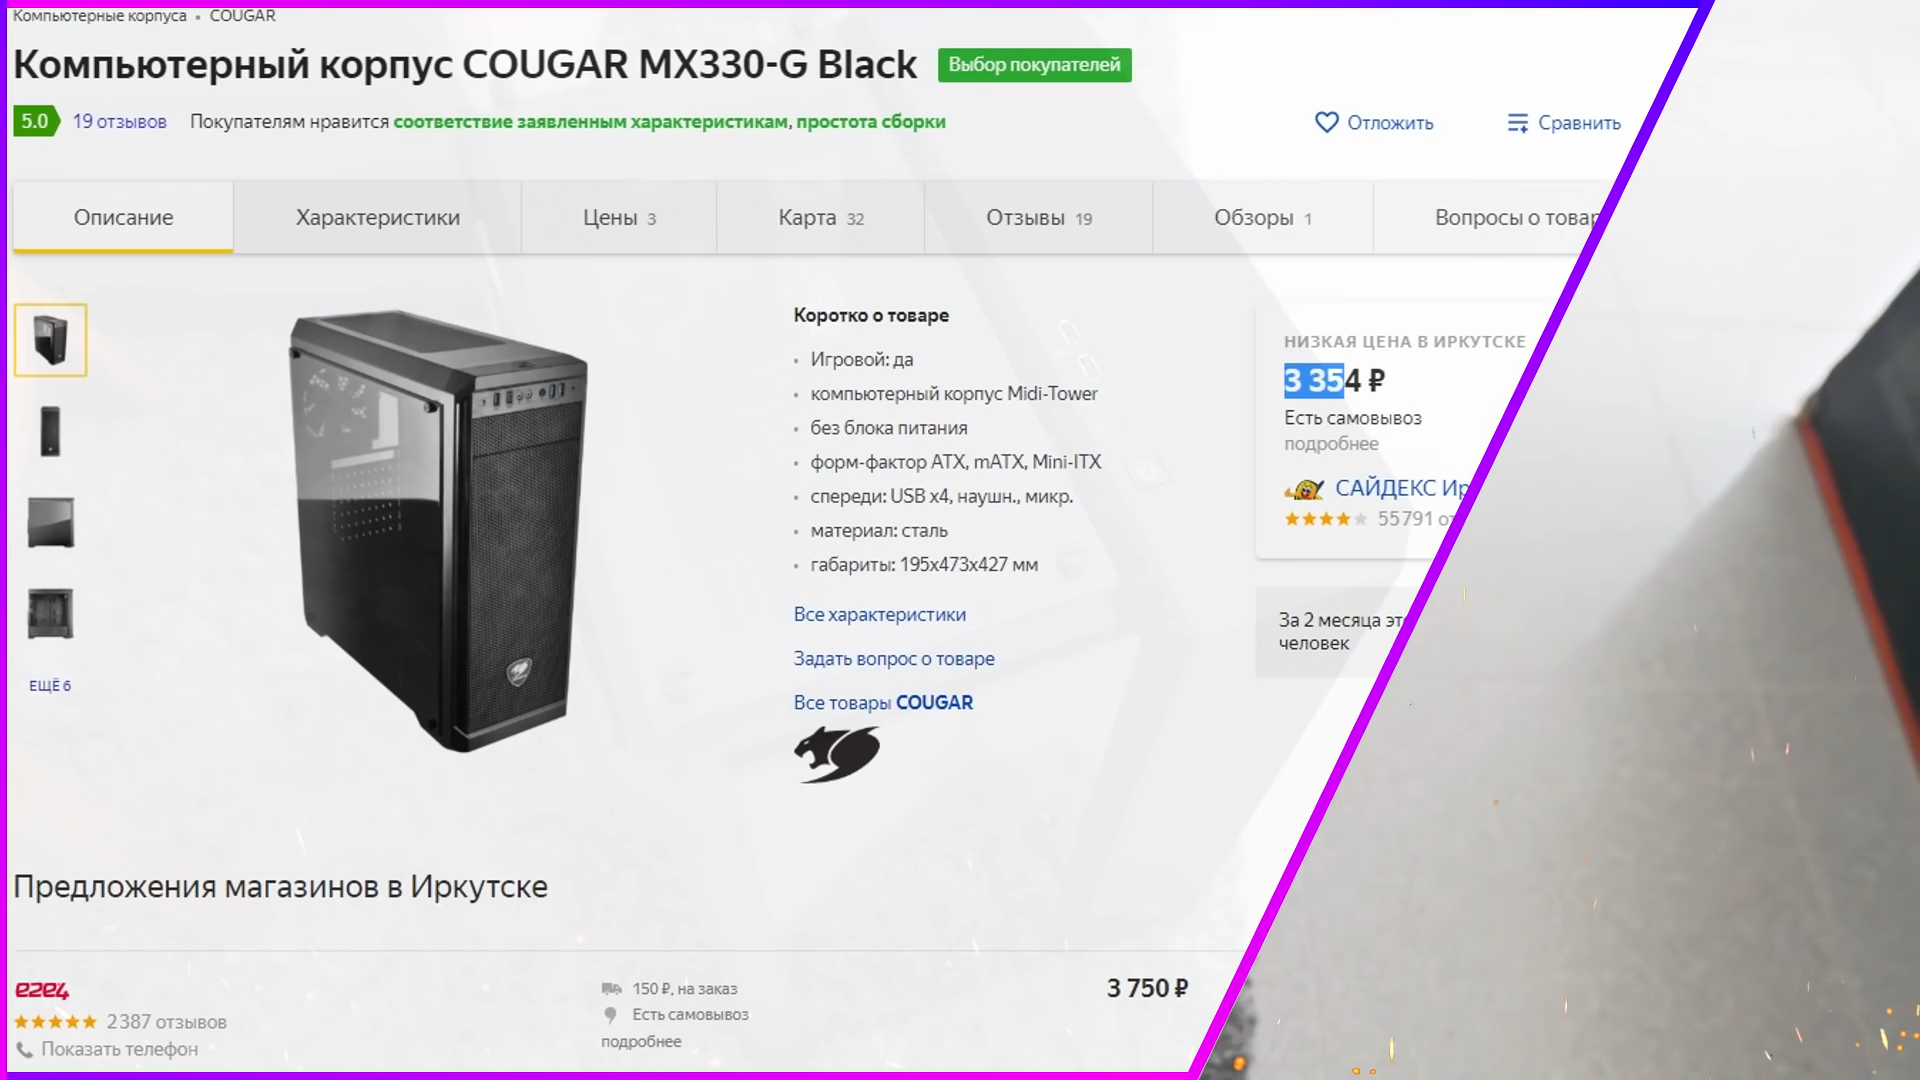 Компьютерные корпуса • COUGAR
Компьютерный корпус COUGAR MX330-G Black
Выбор покупателей
5.0 19 отзывов Покупателям нравится соответствие заявленным характеристикам, простота сборки
Отложить
Сравнить
Описание
Характеристики
Цены 3
Карта 32
Отзывы 19
Обзоры 1
Вопросы о товар
Коротко о товаре
• Игровой: да
• компьютерный корпус Midi-Tower
• без блока питания
• форм-фактор ATX, mATX, Mini-ITX
• спереди: USB x4, наушн., микр.
• материал: сталь
• габариты: 195x473x427 мм
Все характеристики
Задать вопрос о товаре
Все товары COUGAR
ЕЩЁ 6
НИЗКАЯ ЦЕНА В ИРКУТСКЕ
3 354 ₽
Есть самовывоз
подробнее
САЙДЕКС Ир
55791 от
За 2 месяца это
человек
Предложения магазинов в Иркутске
e2e4
2387 отзывов
Показать телефон
150 ₽, на заказ
Есть самовывоз
подробнее
3 750 ₽